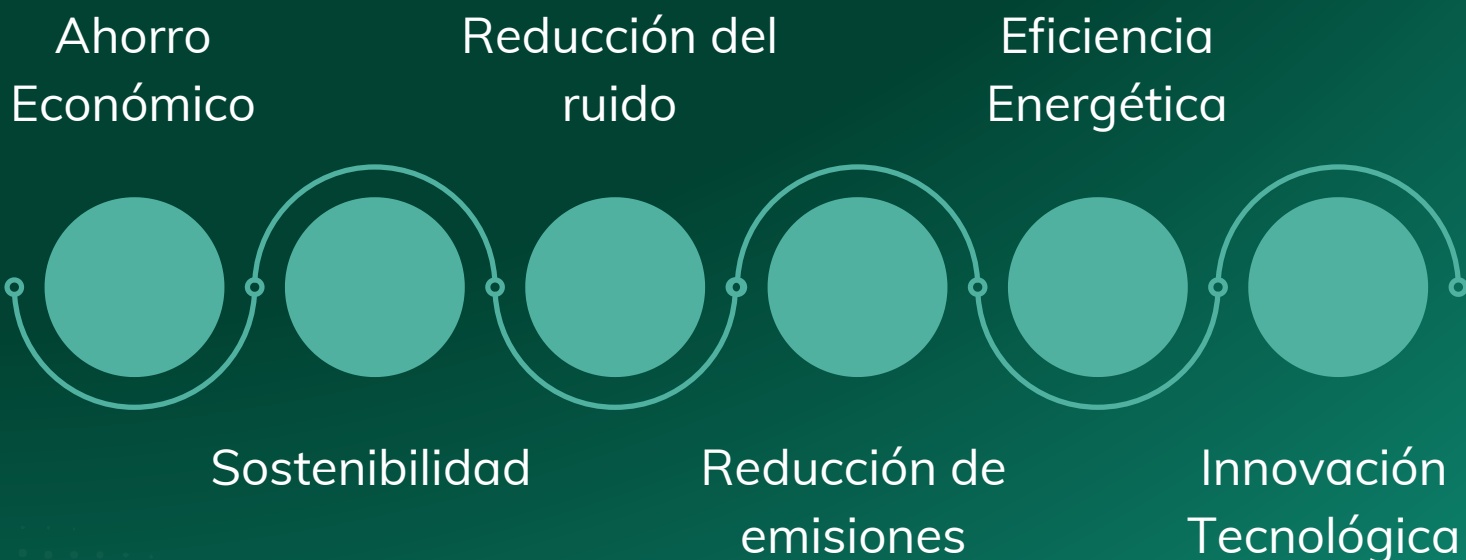 Ahorro
Económico
Reducción del
ruido
Eficiencia
Energética
Sostenibilidad
Reducción de
emisiones
Innovación
Tecnológica